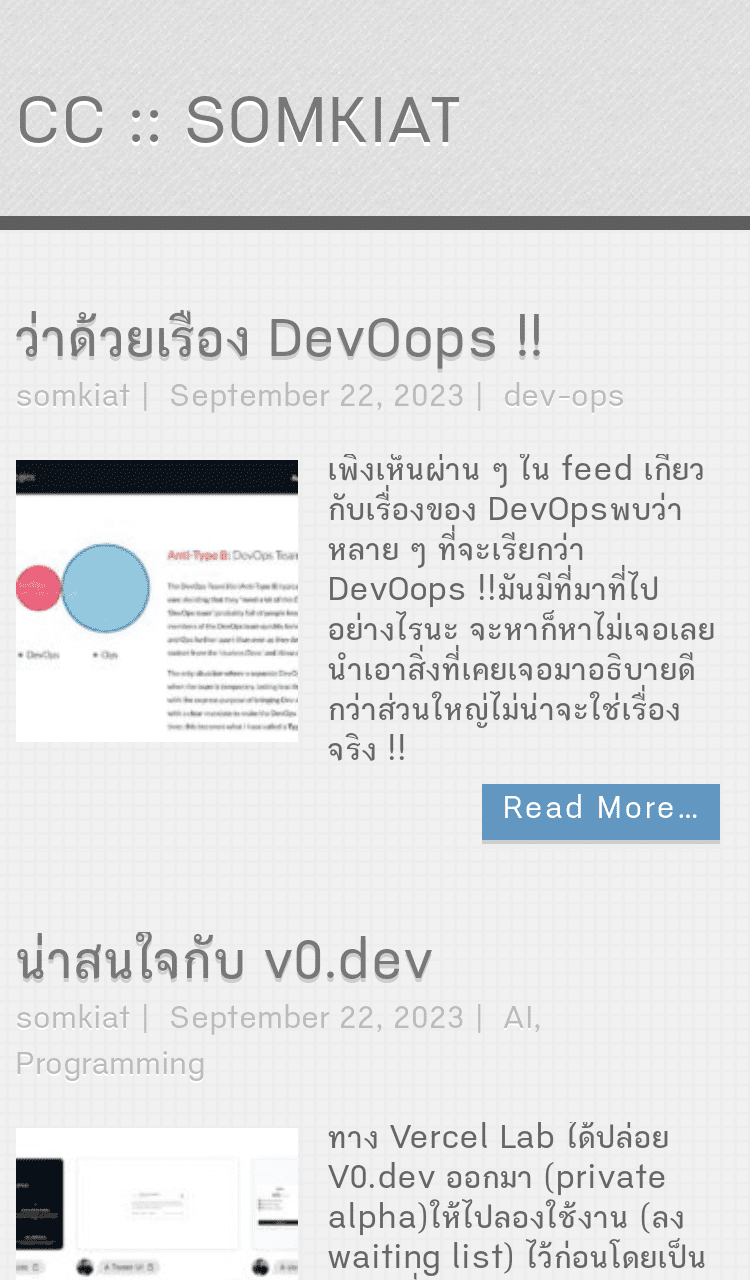 CC :: SOMKIAT
ว่าด้วยเรื่อง DevOops !!
somkiat | September 22, 2023 | dev-ops
เพิ่งเห็นผ่าน ๆ ใน feed เกี่ยว
กับเรื่องของ DevOpsพบว่า
หลาย ๆ ที่จะเรียกว่า
DevOops !!มันมีที่มาที่ไป
อย่างไรนะ จะหาก็หาไม่เจอเลย
นำเอาสิ่งที่เคยเจอมาอธิบายดี
กว่าส่วนใหญ่ไม่น่าจะใช่เรื่อง
จริง !!
Anti-Type B: DevOps Team
DevOps
Ops
Read More...
น่าสนใจกับ v0.dev
somkiat | September 22, 2023 | AI,
Programming
ทาง Vercel Lab ได้ปล่อย
V0.dev ออกมา (private
alpha)ให้ไปลองใช้งาน (ลง
waiting list) ไว้ก่อนโดยเป็น